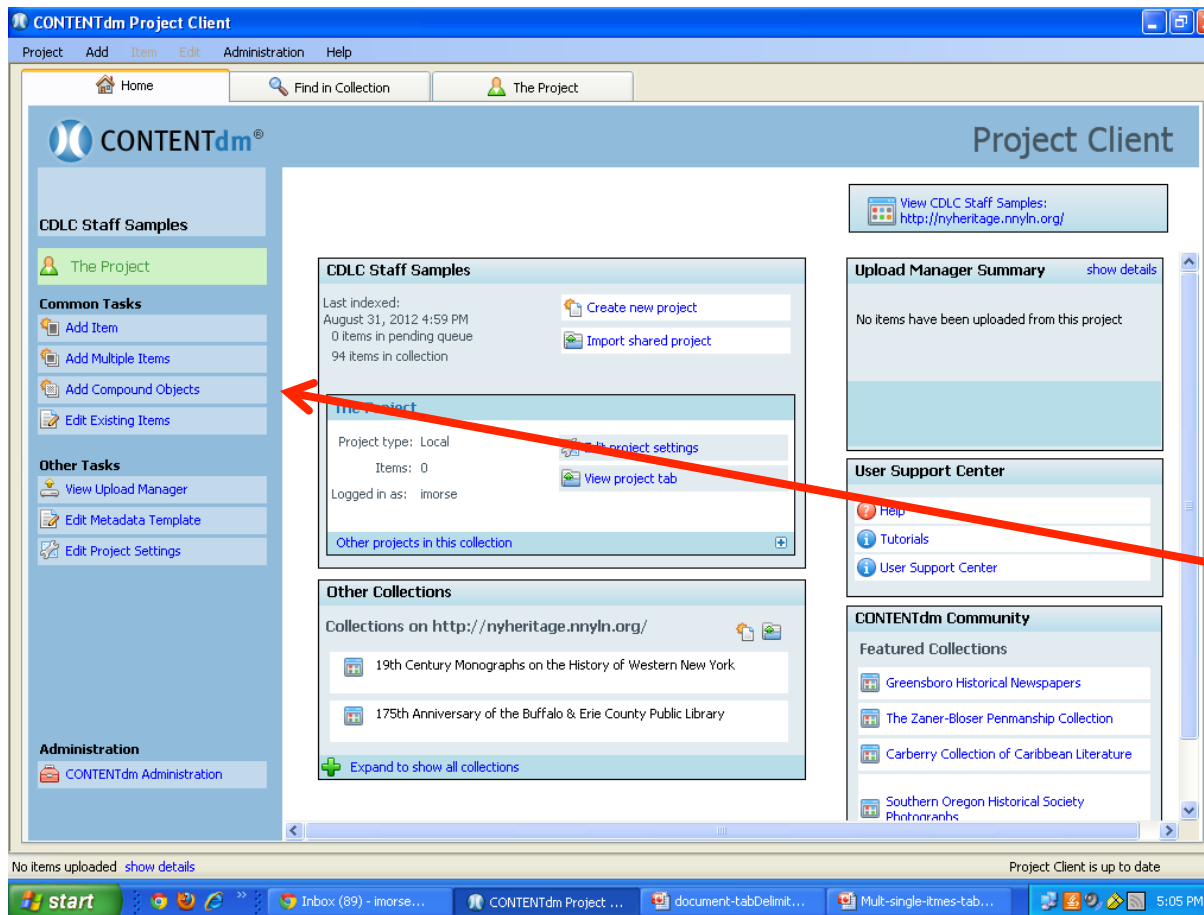 CONTENTdm Project Client
Project Add Item Edit Administration Help
Home Find in Collection The Project
CONTENTdm®
Project Client
CDLC Staff Samples
The Project
Common Tasks
Add Item
Add Multiple Items
Add Compound Objects
Edit Existing Items
Other Tasks
View Upload Manager
Edit Metadata Template
Edit Project Settings
Administration
CONTENTdm Administration
CDLC Staff Samples
Last indexed:
August 31, 2012 4:59 PM
0 items in pending queue
94 items in collection
Create new project
Import shared project
The Project
Project type: Local
Items: 0
Logged in as: imorse
Edit project settings
View project tab
Other projects in this collection
Other Collections
Collections on http://nyheritage.nnyln.org/
19th Century Monographs on the History of Western New York
175th Anniversary of the Buffalo & Erie County Public Library
Expand to show all collections
View CDLC Staff Samples:
http://nyheritage.nnyln.org/
Upload Manager Summary show details
No items have been uploaded from this project
User Support Center
Help
Tutorials
User Support Center
CONTENTdm Community
Featured Collections
Greensboro Historical Newspapers
The Zaner-Bloser Penmanship Collection
Carberry Collection of Caribbean Literature
Southern Oregon Historical Society
Photographs
No items uploaded show details
Project Client is up to date
start
Inbox (89) - imorse...
CONTENTdm Project ...
document-tabDelimit...
Mult-single-itmes-tab...
5:05 PM